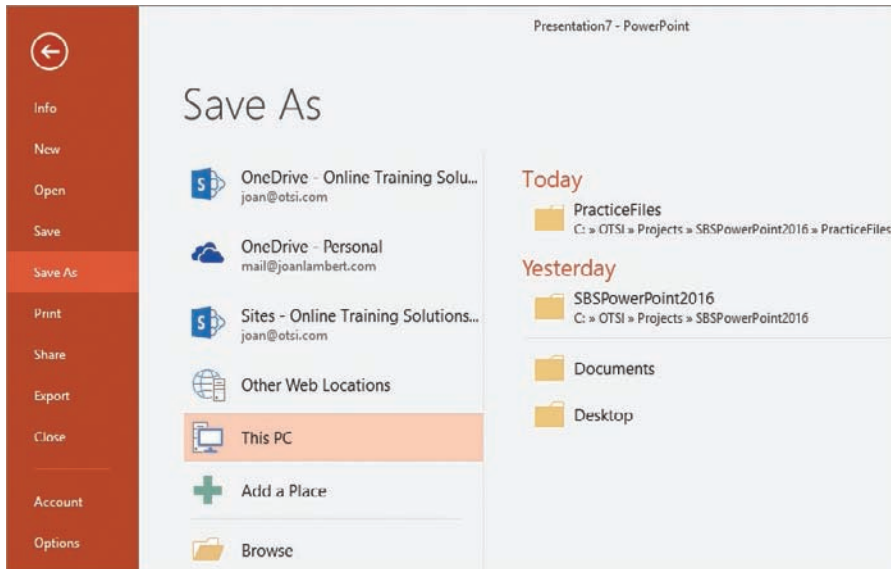 Presentation7 - PowerPoint
Info
New
Open
Save
Save As
Print
Share
Export
Close
Account
Options
Save As
OneDrive - Online Training Solu...
joan@otsi.com
OneDrive - Personal
mail@joanlambert.com
Sites - Online Training Solutions...
joan@otsi.com
Other Web Locations
This PC
Add a Place
Browse
Today
PracticeFiles
C: » OTSI » Projects » SBSPowerPoint2016 » PracticeFiles
Yesterday
SBSPowerPoint2016
C: » OTSI » Projects » SBSPowerPoint2016
Documents
Desktop